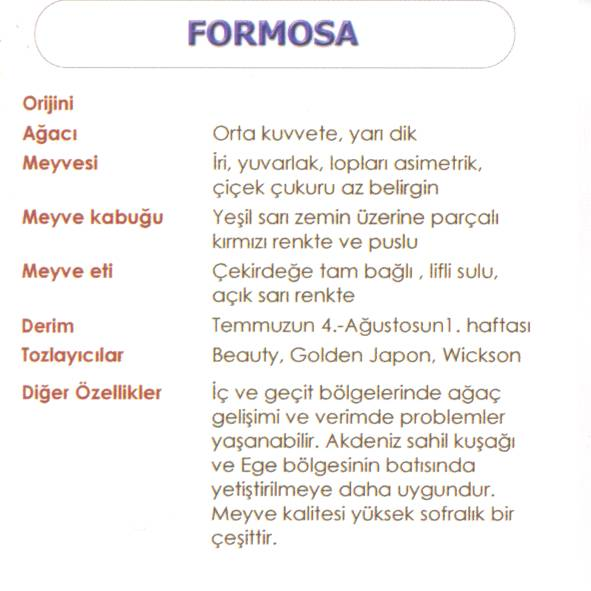 FORMOSA
Orijini
Ağacı Orta kuvvete, yarı dik
Meyvesi İri, yuvarlak, lopları asimetrik,
çiçek çukuru az belirgin
Meyve kabuğu Yeşil sarı zemin üzerine parçalı
kırmızı renkte ve puslu
Meyve eti Çekirdeğe tam bağlı , lifli sulu,
açık sarı renkte
Derim Temmuzun 4.-Ağustosun1. haftası
Tozlayıcılar Beauty, Golden Japon, Wickson
Diğer Özellikler İç ve geçit bölgelerinde ağaç
gelişimi ve verimde problemler
yaşanabilir. Akdeniz sahil kuşağı
ve Ege bölgesinin batısında
yetiştirilmeye daha uygundur.
Meyve kalitesi yüksek sofralık bir
çeşittir.